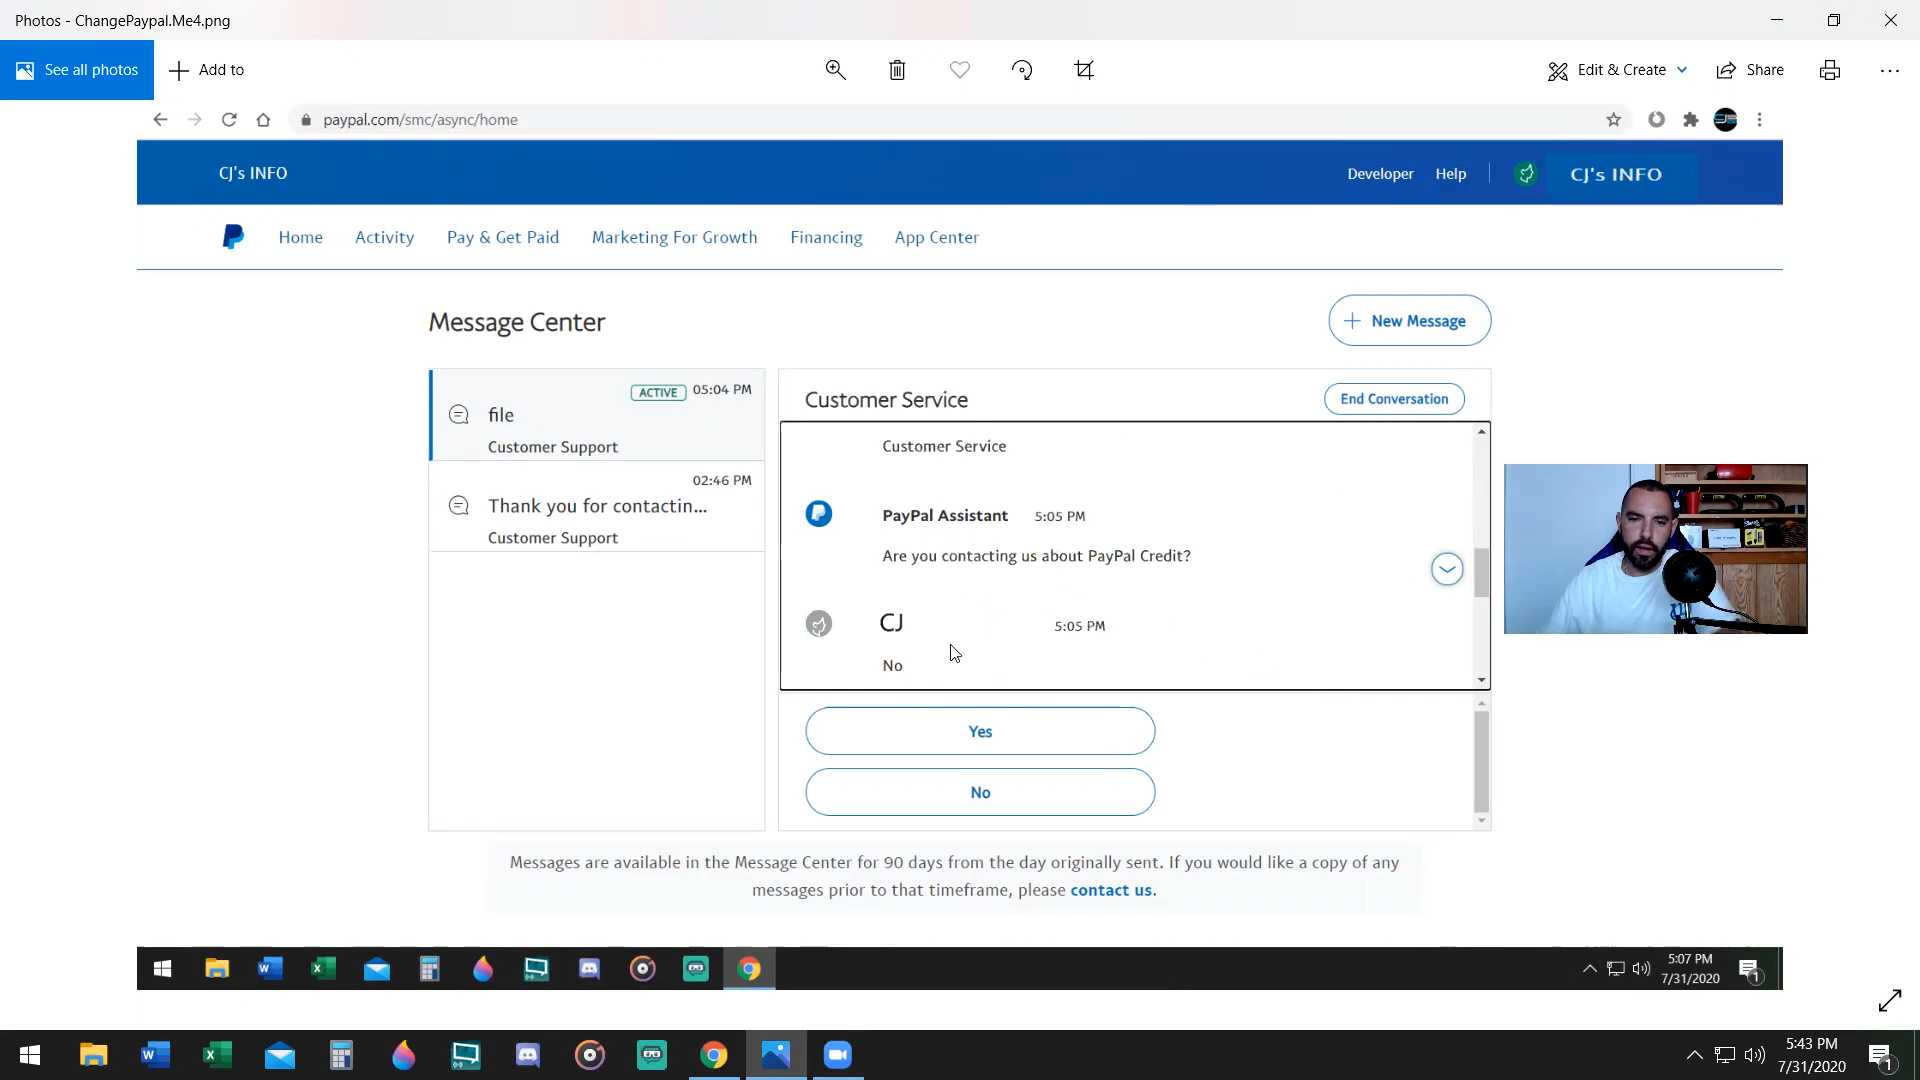 Photos - ChangePaypal.Me4.png
See all photos
Add to
Edit & Create
Share
paypal.com/smc/async/home
CJ's INFO
Developer
Help
CJ's INFO
Home
Activity
Pay & Get Paid
Marketing For Growth
Financing
App Center
Message Center
New Message
ACTIVE 05:04 PM
file
Customer Support
02:46 PM
Thank you for contactin...
Customer Support
Customer Service
End Conversation
Customer Service
PayPal Assistant 5:05 PM
Are you contacting us about PayPal Credit?
CJ 5:05 PM
No
Yes
No
Messages are available in the Message Center for 90 days from the day originally sent. If you would like a copy of any
messages prior to that timeframe, please contact us.
5:07 PM
7/31/2020
1
5:43 PM
7/31/2020
1